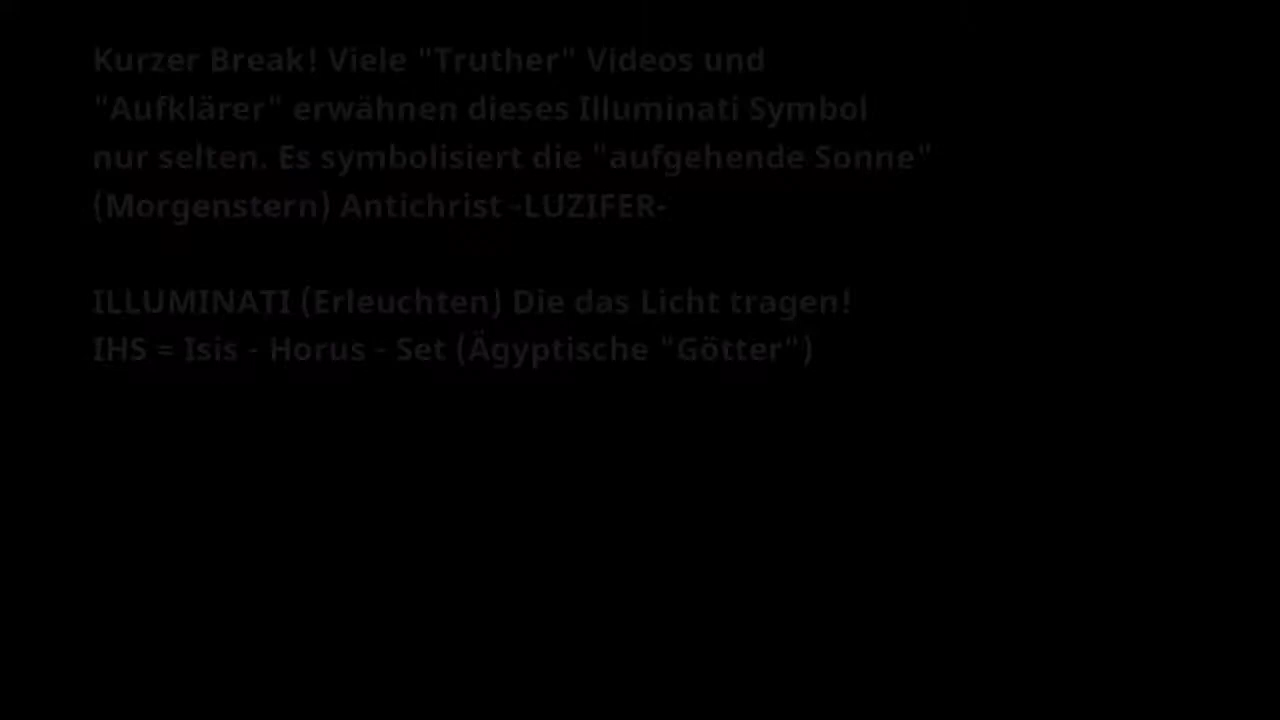 Kurzer Break! Viele "Truther" Videos und
"Aufklärer" erwähnen dieses Illuminati Symbol
nur selten. Es symbolisiert die "aufgehende Sonne"
(Morgenstern) Antichrist -LUZIFER-
ILLUMINATI (Erleuchten) Die das Licht tragen!
IHS = Isis - Horus - Set (Ägyptische "Götter")